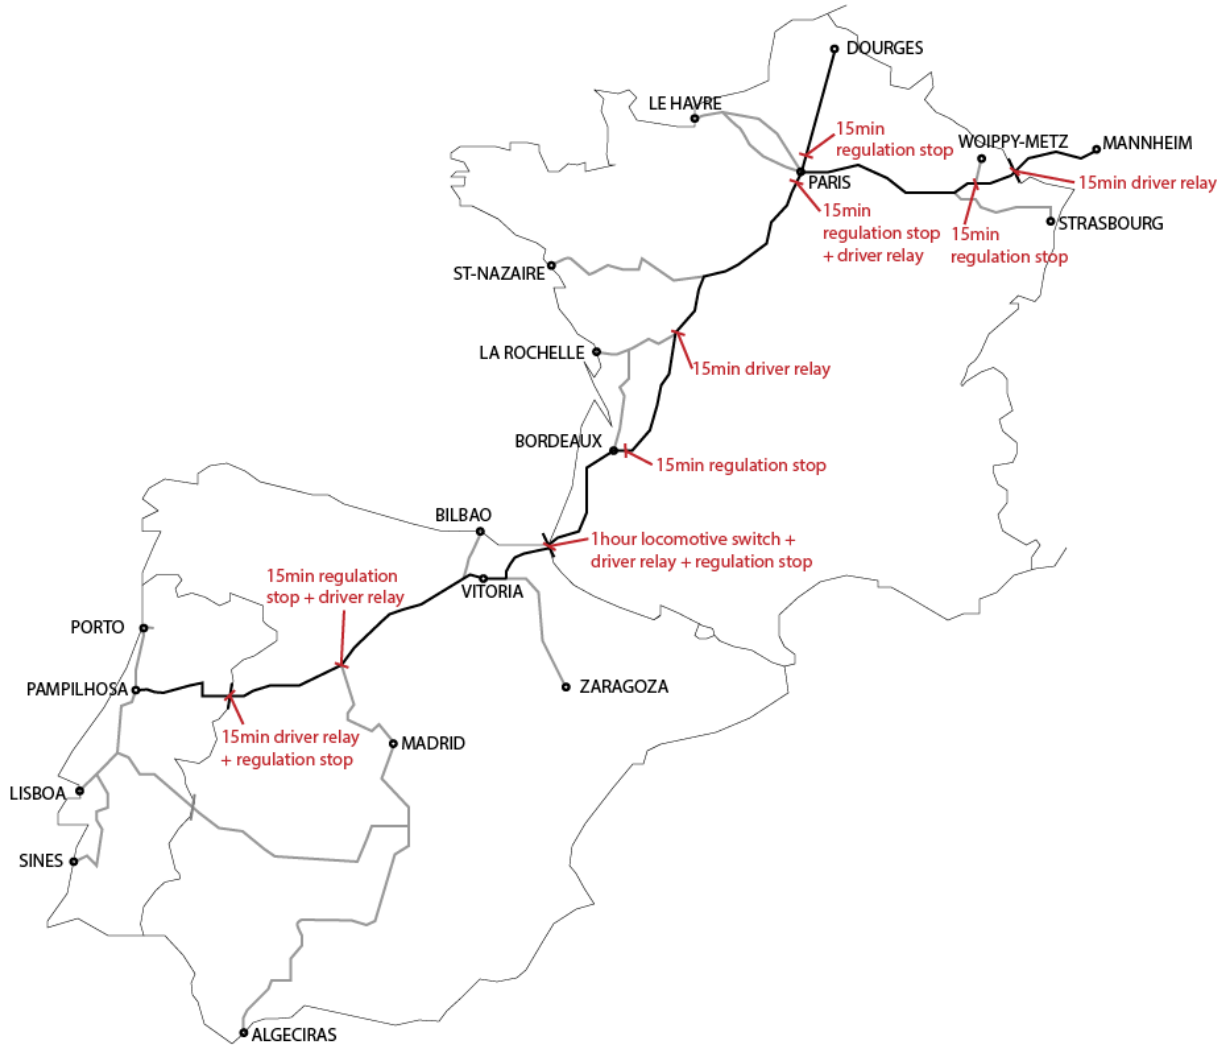 DOURGES
LE HAVRE
15min
regulation stop
WOIPPY-METZ
MANNHEIM
PARIS
15min driver relay
15min
regulation stop
+ driver relay
STRASBOURG
15min
regulation stop
ST-NAZAIRE
LA ROCHELLE
15min driver relay
BORDEAUX
15min regulation stop
BILBAO
1hour locomotive switch +
driver relay + regulation stop
15min regulation
stop + driver relay
VITORIA
PORTO
PAMPILHOSA
ZARAGOZA
15min driver relay
+ regulation stop
MADRID
LISBOA
SINES
ALGECIRAS